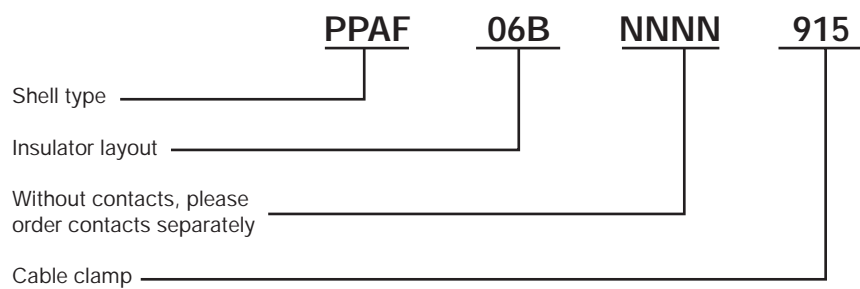 PPAF 06B NNNN 915
Shell type
Insulator layout
Without contacts, please
order contacts separately
Cable clamp